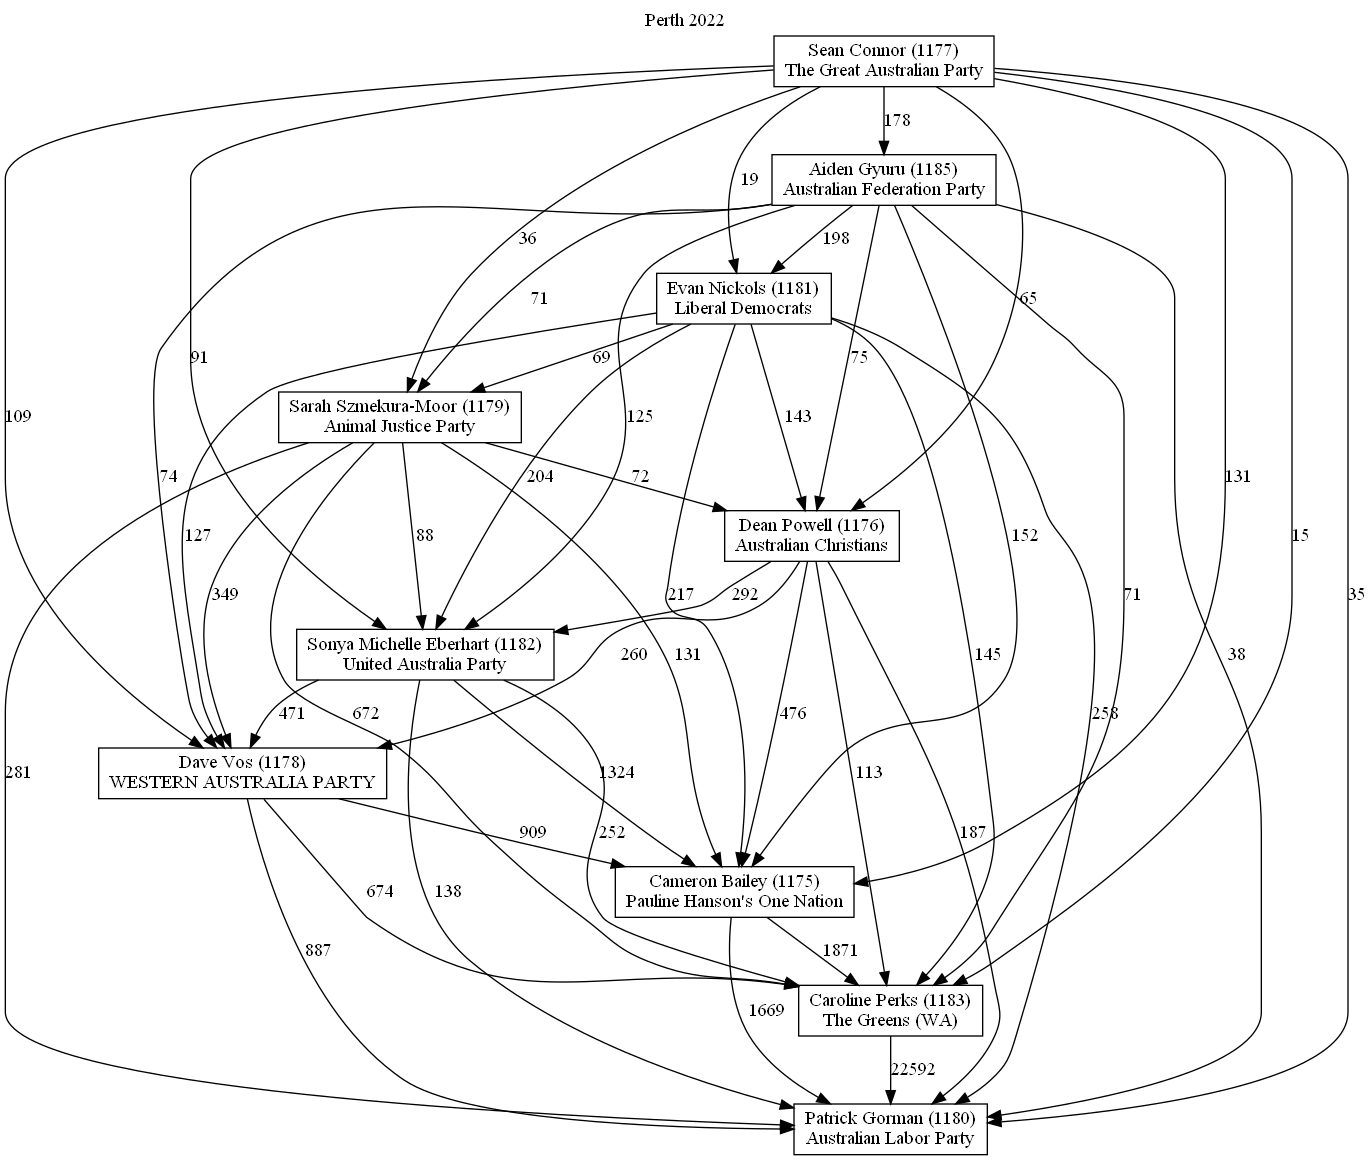 Perth 2022
Sean Connor (1177)
The Great Australian Party
178
Aiden Gyuru (1185)
Australian Federation Party
19
36
198
Evan Nickols (1181)
Liberal Democrats
71
65
91
69
75
109
Sarah Szmekura-Moor (1179)
Animal Justice Party
125
143
74
204
72
131
127
Dean Powell (1176)
Australian Christians
88
152
15
349
292
217
71
35
Sonya Michelle Eberhart (1182)
United Australia Party
260
131
145
38
471
672
476
258
281
Dave Vos (1178)
WESTERN AUSTRALIA PARTY
1324
113
909
252
187
Cameron Bailey (1175)
Pauline Hanson's One Nation
674
138
887
1871
Caroline Perks (1183)
The Greens (WA)
1669
22592
Patrick Gorman (1180)
Australian Labor Party